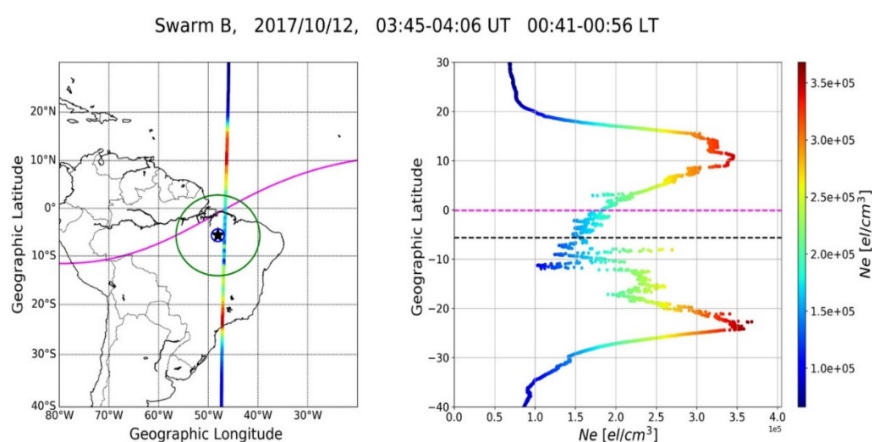 Swarm B, 2017/10/12, 03:45-04:06 UT 00:41-00:56 LT
Geographic Latitude
20°N
10°N
0°
10°S
20°S
30°S
40°S
80°W 70°W 60°W 50°W 40°W 30°W
Geographic Longitude
Geographic Latitude
30
20
10
0
−10
−20
−30
−40
0.0 0.5 1.0 1.5 2.0 2.5 3.0 3.5 4.0
1e5
Ne [el/cm³]
3.5e+05
3.0e+05
2.5e+05
2.0e+05
1.5e+05
1.0e+05
Ne [el/cm³]